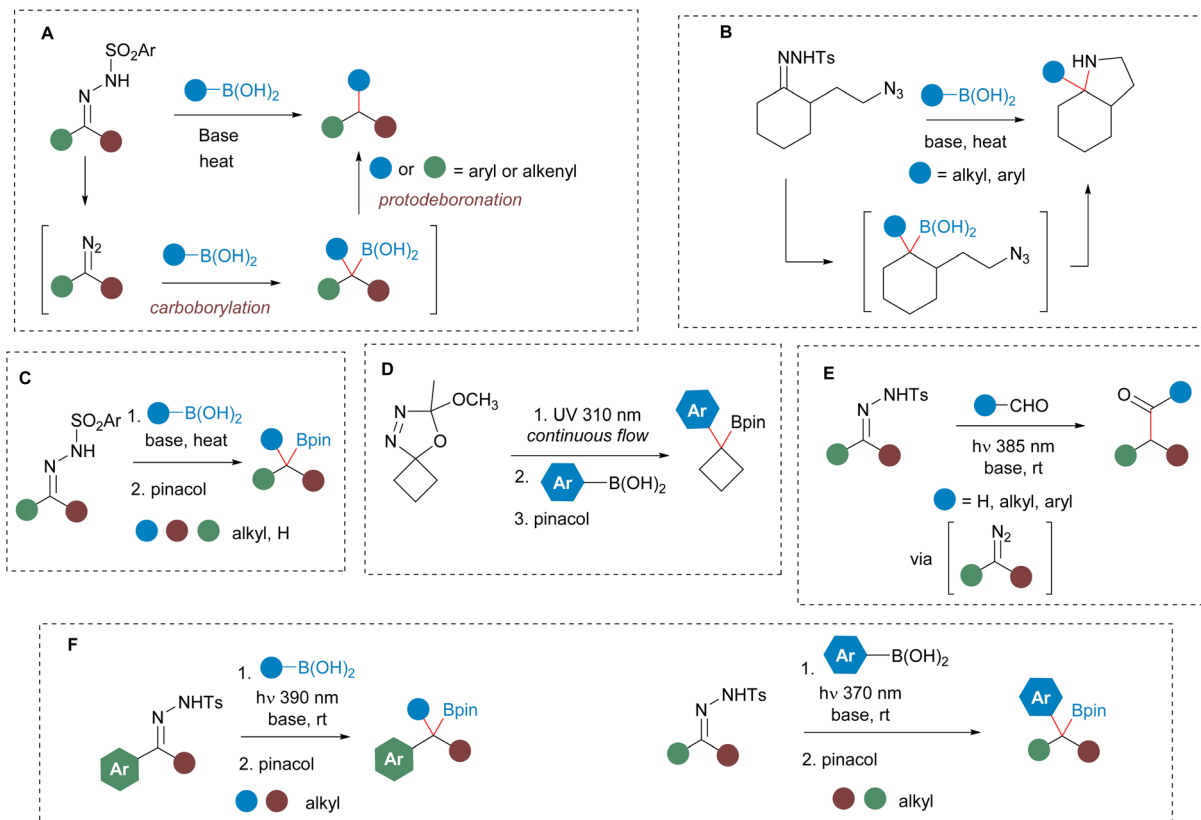 A
SO2Ar
NH
N
B(OH)2
Base
heat
or = aryl or alkenyl
protodeboronation
N2
B(OH)2
carboborylation
B(OH)2
B
NNHTs
N3
B(OH)2
base, heat
= alkyl, aryl
HN
B(OH)2
N3
C
SO2Ar
NH
N
1. B(OH)2
base, heat
2. pinacol
Bpin
alkyl, H
D
N
N
OCH3
O
1. UV 310 nm
continuous flow
2. Ar B(OH)2
3. pinacol
Ar
Bpin
E
NHTs
N
CHO
hν 385 nm
base, rt
O
= H, alkyl, aryl
via
N2
F
NHTs
N
Ar
1. B(OH)2
hν 390 nm
base, rt
2. pinacol
alkyl
Bpin
Ar
NHTs
N
1. Ar B(OH)2
hν 370 nm
base, rt
2. pinacol
alkyl
Ar
Bpin